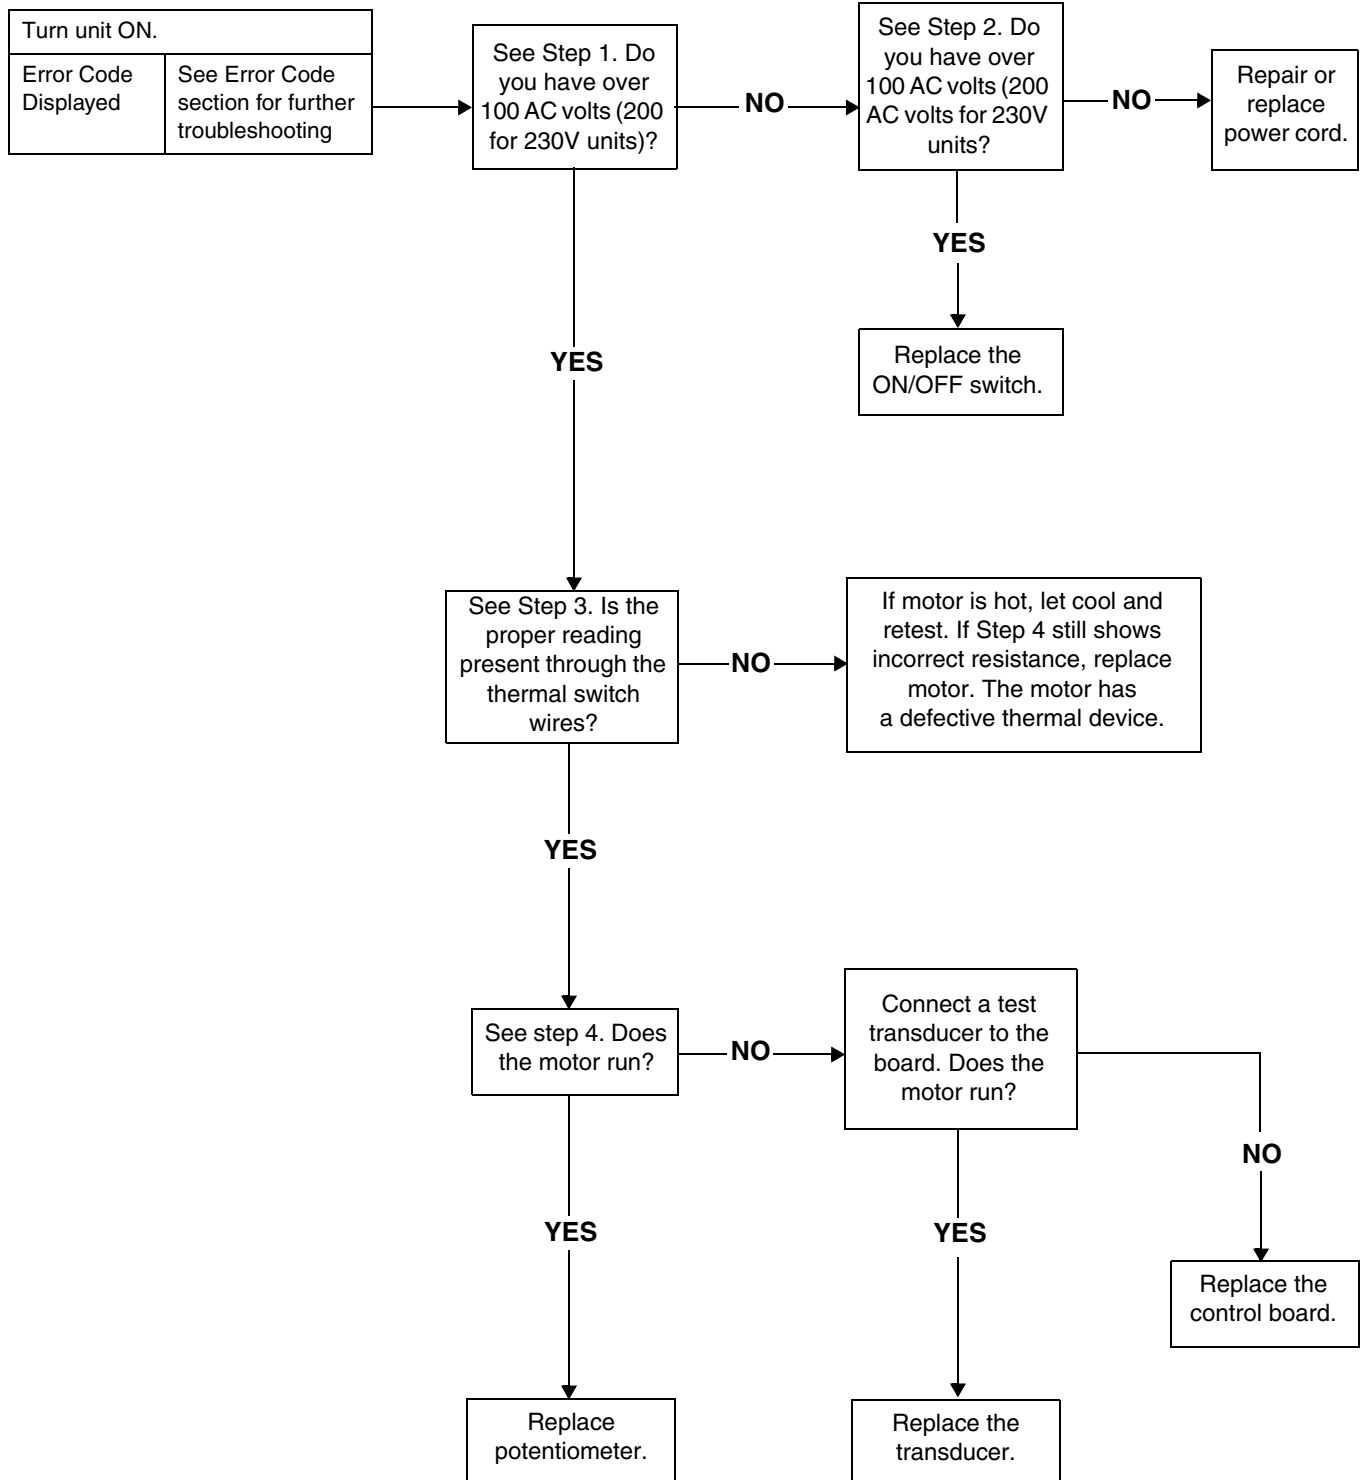 Turn unit ON.
Error Code
Displayed
See Error Code
section for further
troubleshooting
See Step 1. Do
you have over
100 AC volts (200
for 230V units)?
NO
See Step 2. Do
you have over
100 AC volts (200
AC volts for 230V
units?
NO
Repair or
replace
power cord.
YES
Replace the
ON/OFF switch.
YES
See Step 3. Is the
proper reading
present through the
thermal switch
wires?
NO
If motor is hot, let cool and
retest. If Step 4 still shows
incorrect resistance, replace
motor. The motor has
a defective thermal device.
YES
See step 4. Does
the motor run?
NO
Connect a test
transducer to the
board. Does the
motor run?
NO
Replace the
control board.
YES
Replace
potentiometer.
YES
Replace the
transducer.